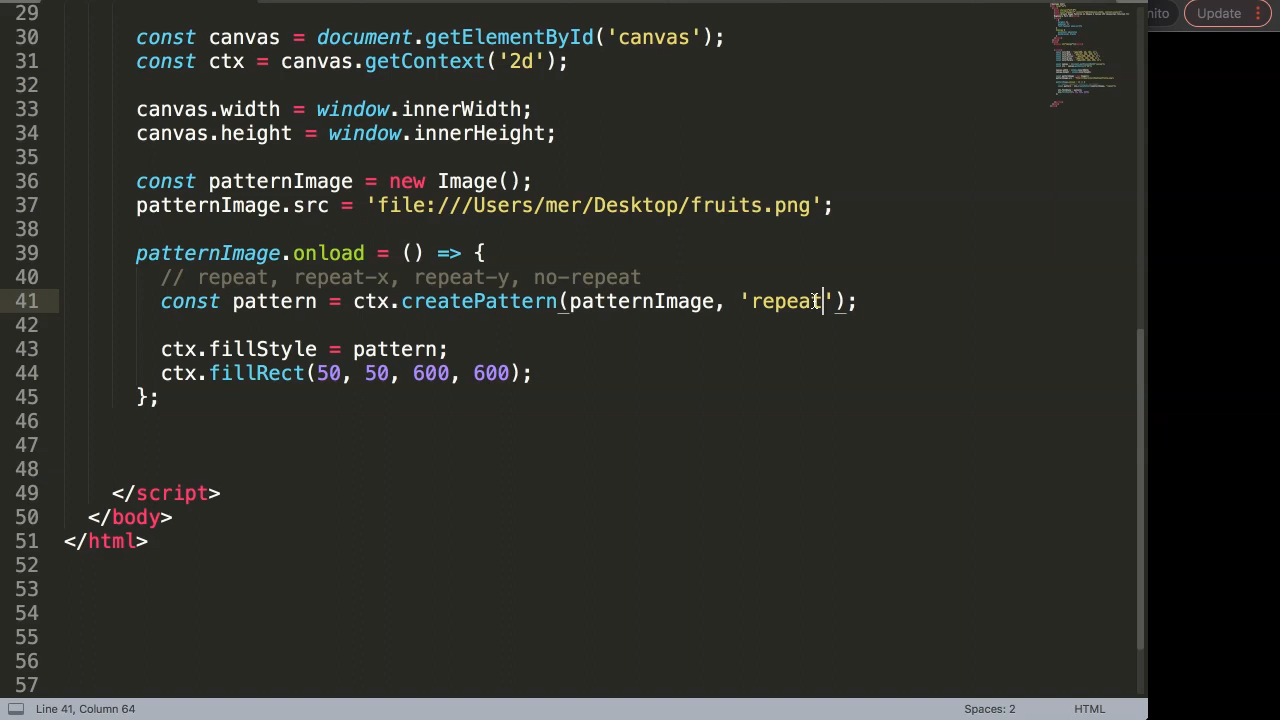 29
30 const canvas = document.getElementById('canvas');
31 const ctx = canvas.getContext('2d');
32
33 canvas.width = window.innerWidth;
34 canvas.height = window.innerHeight;
35
36 const patternImage = new Image();
37 patternImage.src = 'file:///Users/mer/Desktop/fruits.png';
38
39 patternImage.onload = () => {
40 // repeat, repeat-x, repeat-y, no-repeat
41 const pattern = ctx.createPattern(patternImage, 'repeat');
42
43 ctx.fillStyle = pattern;
44 ctx.fillRect(50, 50, 600, 600);
45 };
46
47
48
49 </script>
50 </body>
51 </html>
52
53
54
55
56
57
Update
Line 41, Column 64
Spaces: 2
HTML